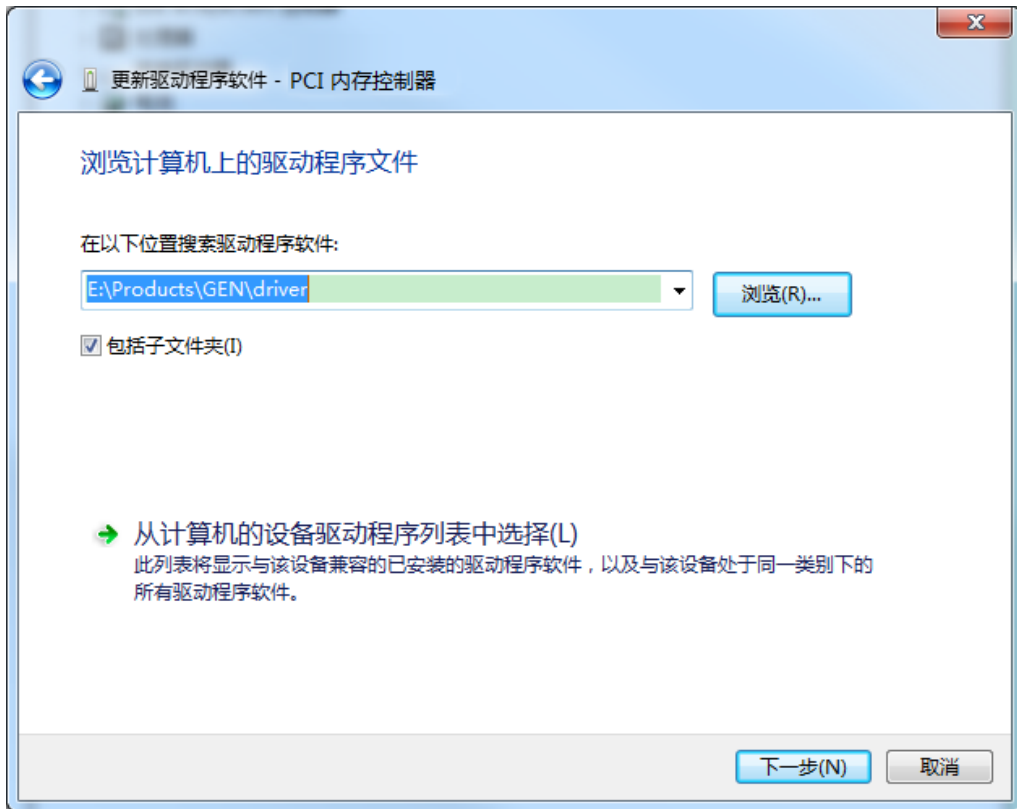 更新驱动程序软件 - PCI 内存控制器
浏览计算机上的驱动程序文件
在以下位置搜索驱动程序软件:
E:\Products\GEN\driver
浏览(R)...
包括子文件夹(I)
从计算机的设备驱动程序列表中选择(L)
此列表将显示与该设备兼容的已安装的驱动程序软件，以及与该设备处于同一类别下的
所有驱动程序软件。
下一步(N)
取消